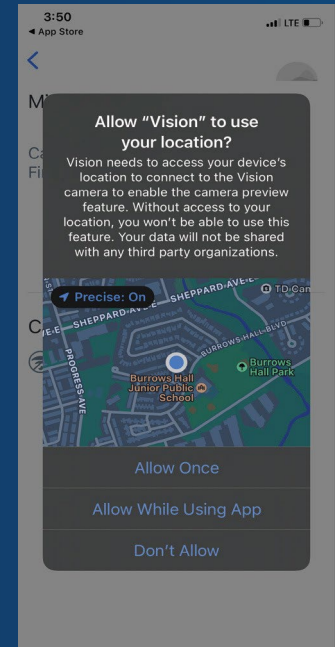 3:50
LTE
◀ App Store
Mi
Ca
Fi
Allow “Vision” to use
your location?
Vision needs to access your device’s
location to connect to the Vision
camera to enable the camera preview
feature. Without access to your
location, you won’t be able to use this
feature. Your data will not be shared
with any third party organizations.
C
Precise: On
TD Can
SHEPPARD-AVE-E
SHEPPARD-AVE-E
BURROWS-HALL-BLVD
PROGRESS-AVE
Burrows
Hall Park
Burrows Hall
Junior Public
School
Allow Once
Allow While Using App
Don’t Allow